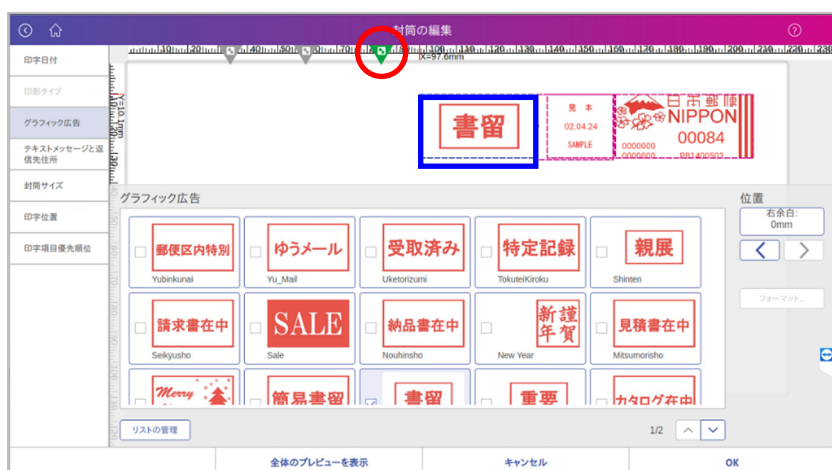 封筒の編集
X=97.6mm
Y=10.1mm
印字日付
印影タイプ
グラフィック広告
テキストメッセージと返
信先住所
封筒サイズ
印字位置
印字項目優先順位
書留
見 本
02.04.24
SAMPLE
日本郵便
NIPPON
0000000
00084
グラフィック広告
郵便区内特別
Yubinkunai
ゆうメール
Yu_Mail
受取済み
Uketorizumi
特定記録
TokuteiKiroku
親展
Shinten
請求書在中
Seikyusho
SALE
Sale
納品書在中
Nouhinsho
謹賀
新年
New Year
見積書在中
Mitsumorisho
Merry
簡易書留
書留
重要
カタログ在中
位置
右余白:
0mm
フォーマット...
リストの管理
1/2
全体のプレビューを表示
キャンセル
OK